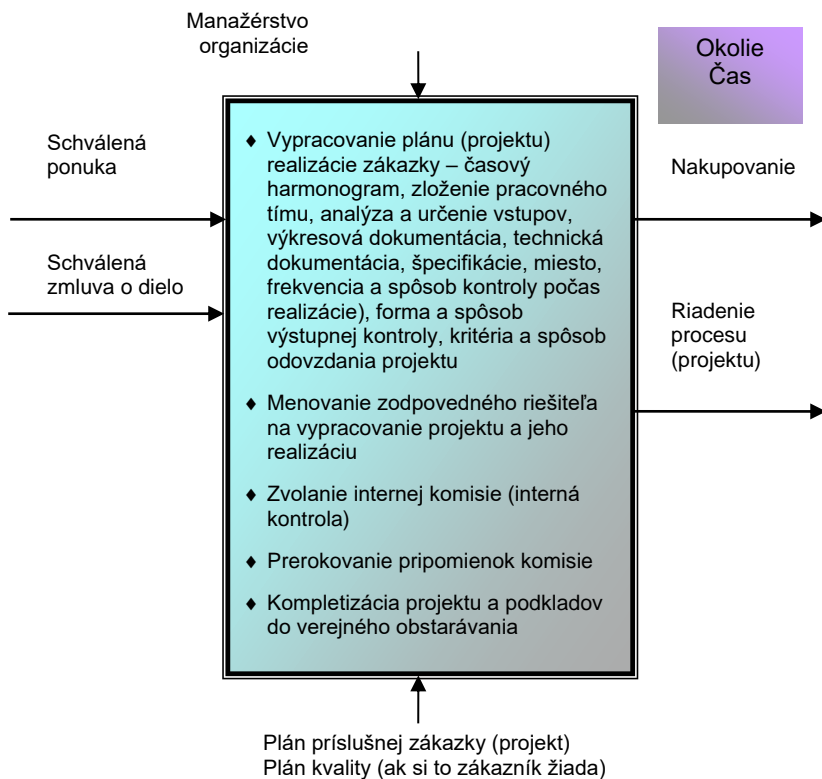 Manažérstvo
organizácie
Okolie
Čas
Schválená
ponuka
Schválená
zmluva o dielo
♦ Vypracovanie plánu (projektu)
realizácie zákazky – časový
harmonogram, zloženie pracovného
tímu, analýza a určenie vstupov,
výkresová dokumentácia, technická
dokumentácia, špecifikácie, miesto,
frekvencia a spôsob kontroly počas
realizácie), forma a spôsob
výstupnej kontroly, kritéria a spôsob
odovzdania projektu
♦ Menovanie zodpovedného riešiteľa
na vypracovanie projektu a jeho
realizáciu
♦ Zvolanie internej komisie (interná
kontrola)
♦ Prerokovanie pripomienok komisie
♦ Kompletizácia projektu a podkladov
do verejného obstarávania
Nakupovanie
Riadenie
procesu
(projektu)
Plán príslušnej zákazky (projekt)
Plán kvality (ak si to zákazník žiada)